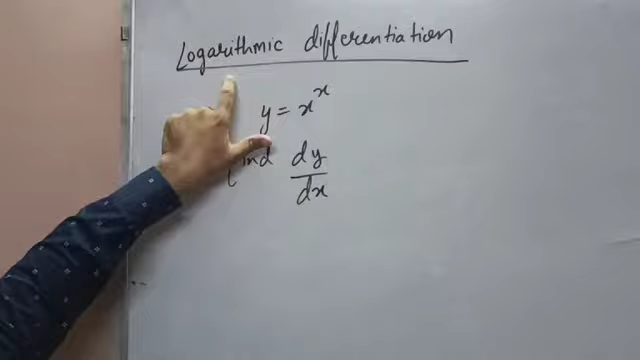 Logarithmic differentiation
y = x^x
dy
dx